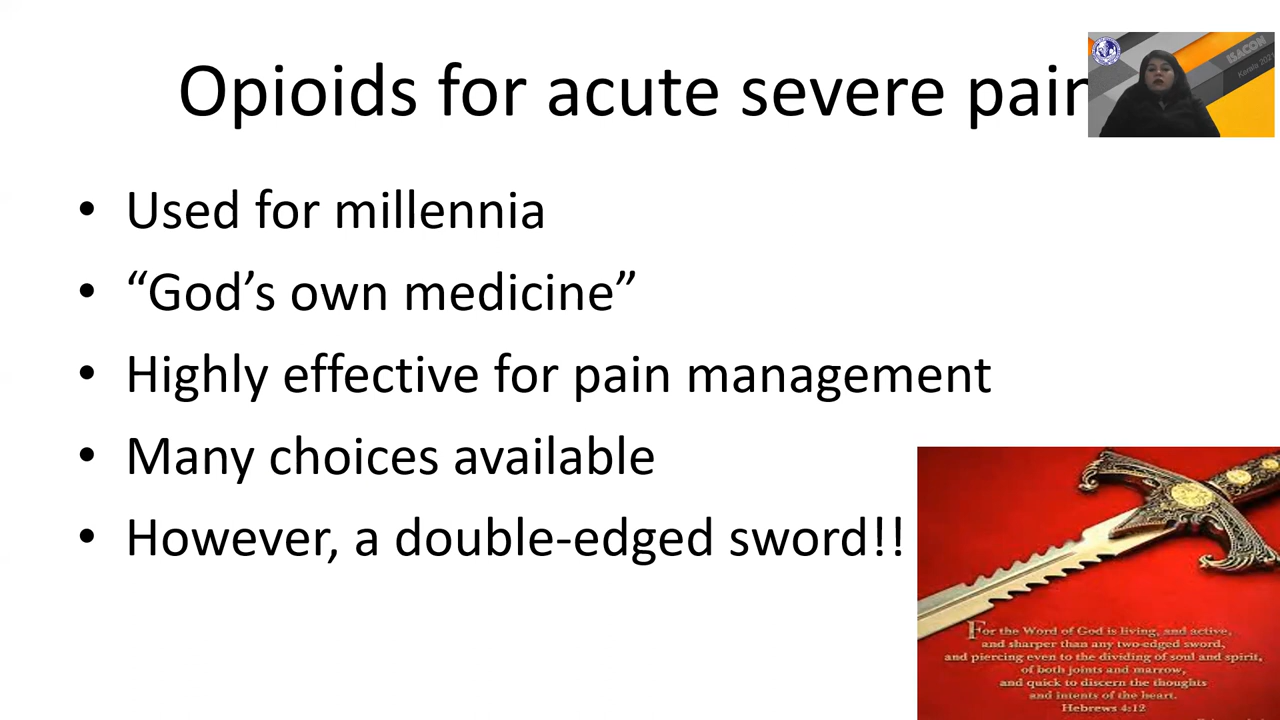 Opioids for acute severe pain
ISACON
Kerala 2021
• Used for millennia
• “God’s own medicine”
• Highly effective for pain management
• Many choices available
• However, a double-edged sword!!
For the Word of God is living, and active,
and sharper than any two-edged sword,
and piercing even to the dividing of soul and spirit,
of both joints and marrow,
and quick to discern the thoughts
and intents of the heart.
Hebrews 4:12